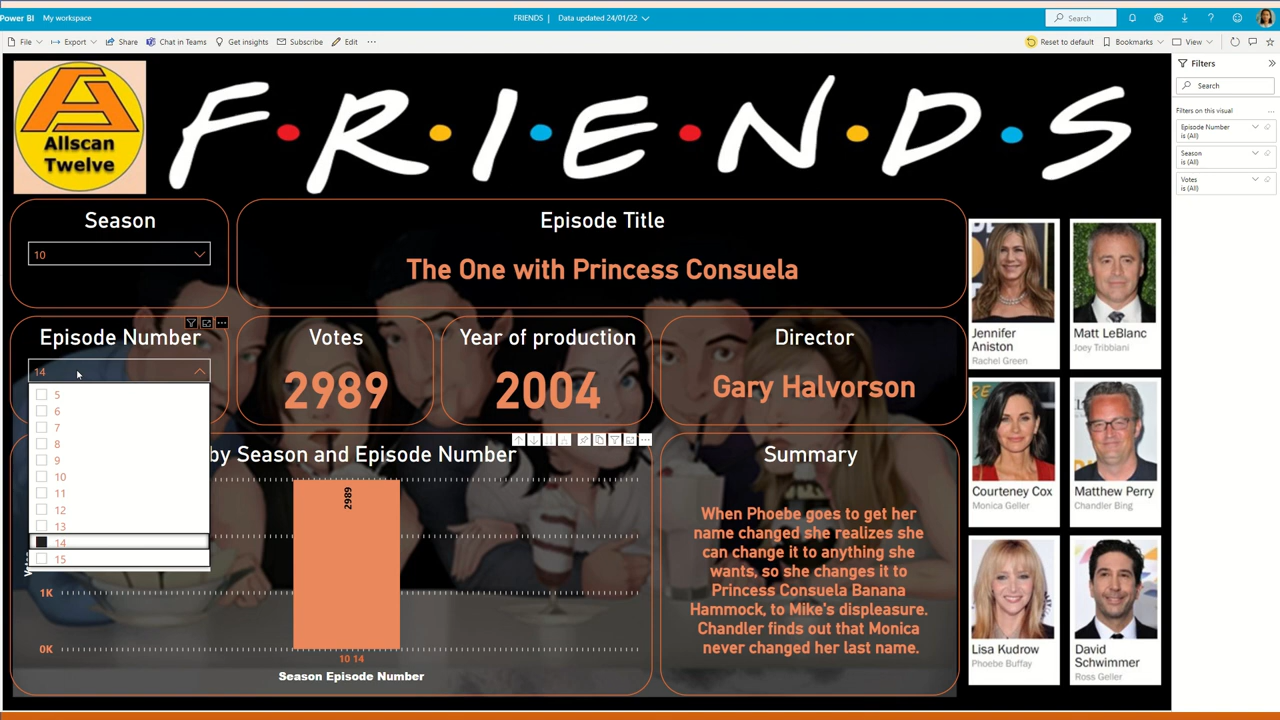 Power BI My workspace
FRIENDS | Data updated 24/01/22
Search
File Export Share Chat in Teams Get insights Subscribe Edit ...
Reset to default Bookmarks View
Filters
Search
Filters on this visual
Episode Number
is (All)
Season
is (All)
Votes
is (All)
Allscan
Twelve
F·R·I·E·N·D·S
Season
10
Episode Title
The One with Princess Consuela
Episode Number
14
5
6
7
8
9
10
11
12
13
14
15
Votes
2989
Year of production
2004
Director
Gary Halvorson
by Season and Episode Number
2989
1K
0K
10 14
Season Episode Number
Summary
When Phoebe goes to get her
name changed she realizes she
can change it to anything she
wants, so she changes it to
Princess Consuela Banana
Hammock, to Mike's displeasure.
Chandler finds out that Monica
never changed her last name.
Jennifer
Aniston
Rachel Green
Matt LeBlanc
Joey Tribbiani
Courteney Cox
Monica Geller
Matthew Perry
Chandler Bing
Lisa Kudrow
Phoebe Buffay
David
Schwimmer
Ross Geller